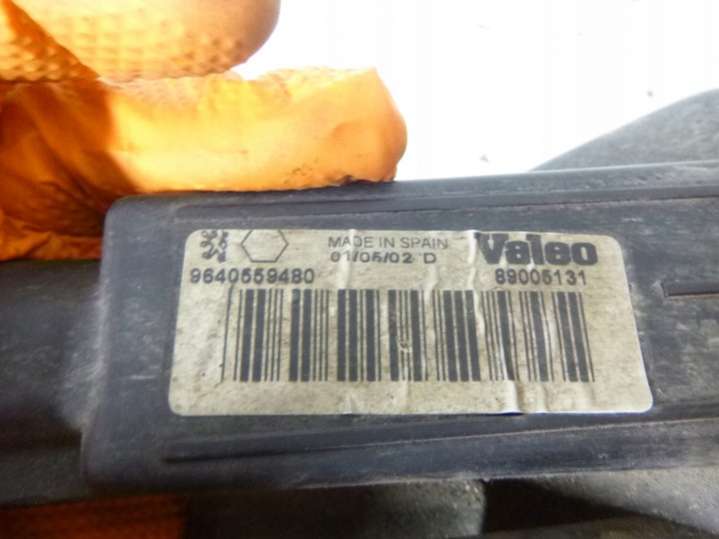 MADE IN SPAIN
01/05/02 D
Valeo
9640559480
89005131